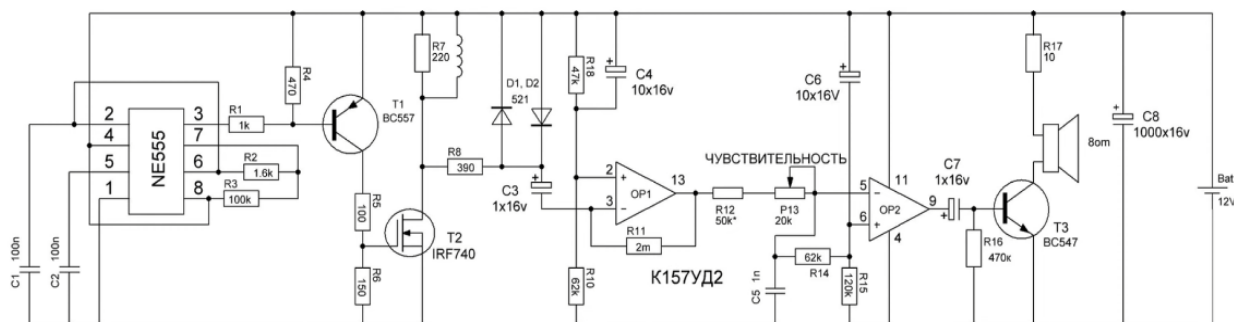 R1
1k
R2
1.6k
R3
100k
R4
470
R5
100
R6
150
R7
220
R8
390
2
4
5
1
3
7
6
8
NE555
C1 100n
C2 100n
T1
BC557
T2
IRF740
D1, D2
521
C3
1x16v
R18
47k
C4
10x16v
2
3
13
+
−
OP1
R11
2m
R10
62k
R12
50k*
ЧУВСТВИТЕЛЬНОСТЬ
P13
20k
К157УД2
C5 1n
62k
R14
R15
120k
C6
10x16V
+
5
6
11
9
4
−
+
OP2
C7
1x16v
+
R16
470к
T3
BC547
R17
10
8om
+
C8
1000x16v
Bat
12V
+
+